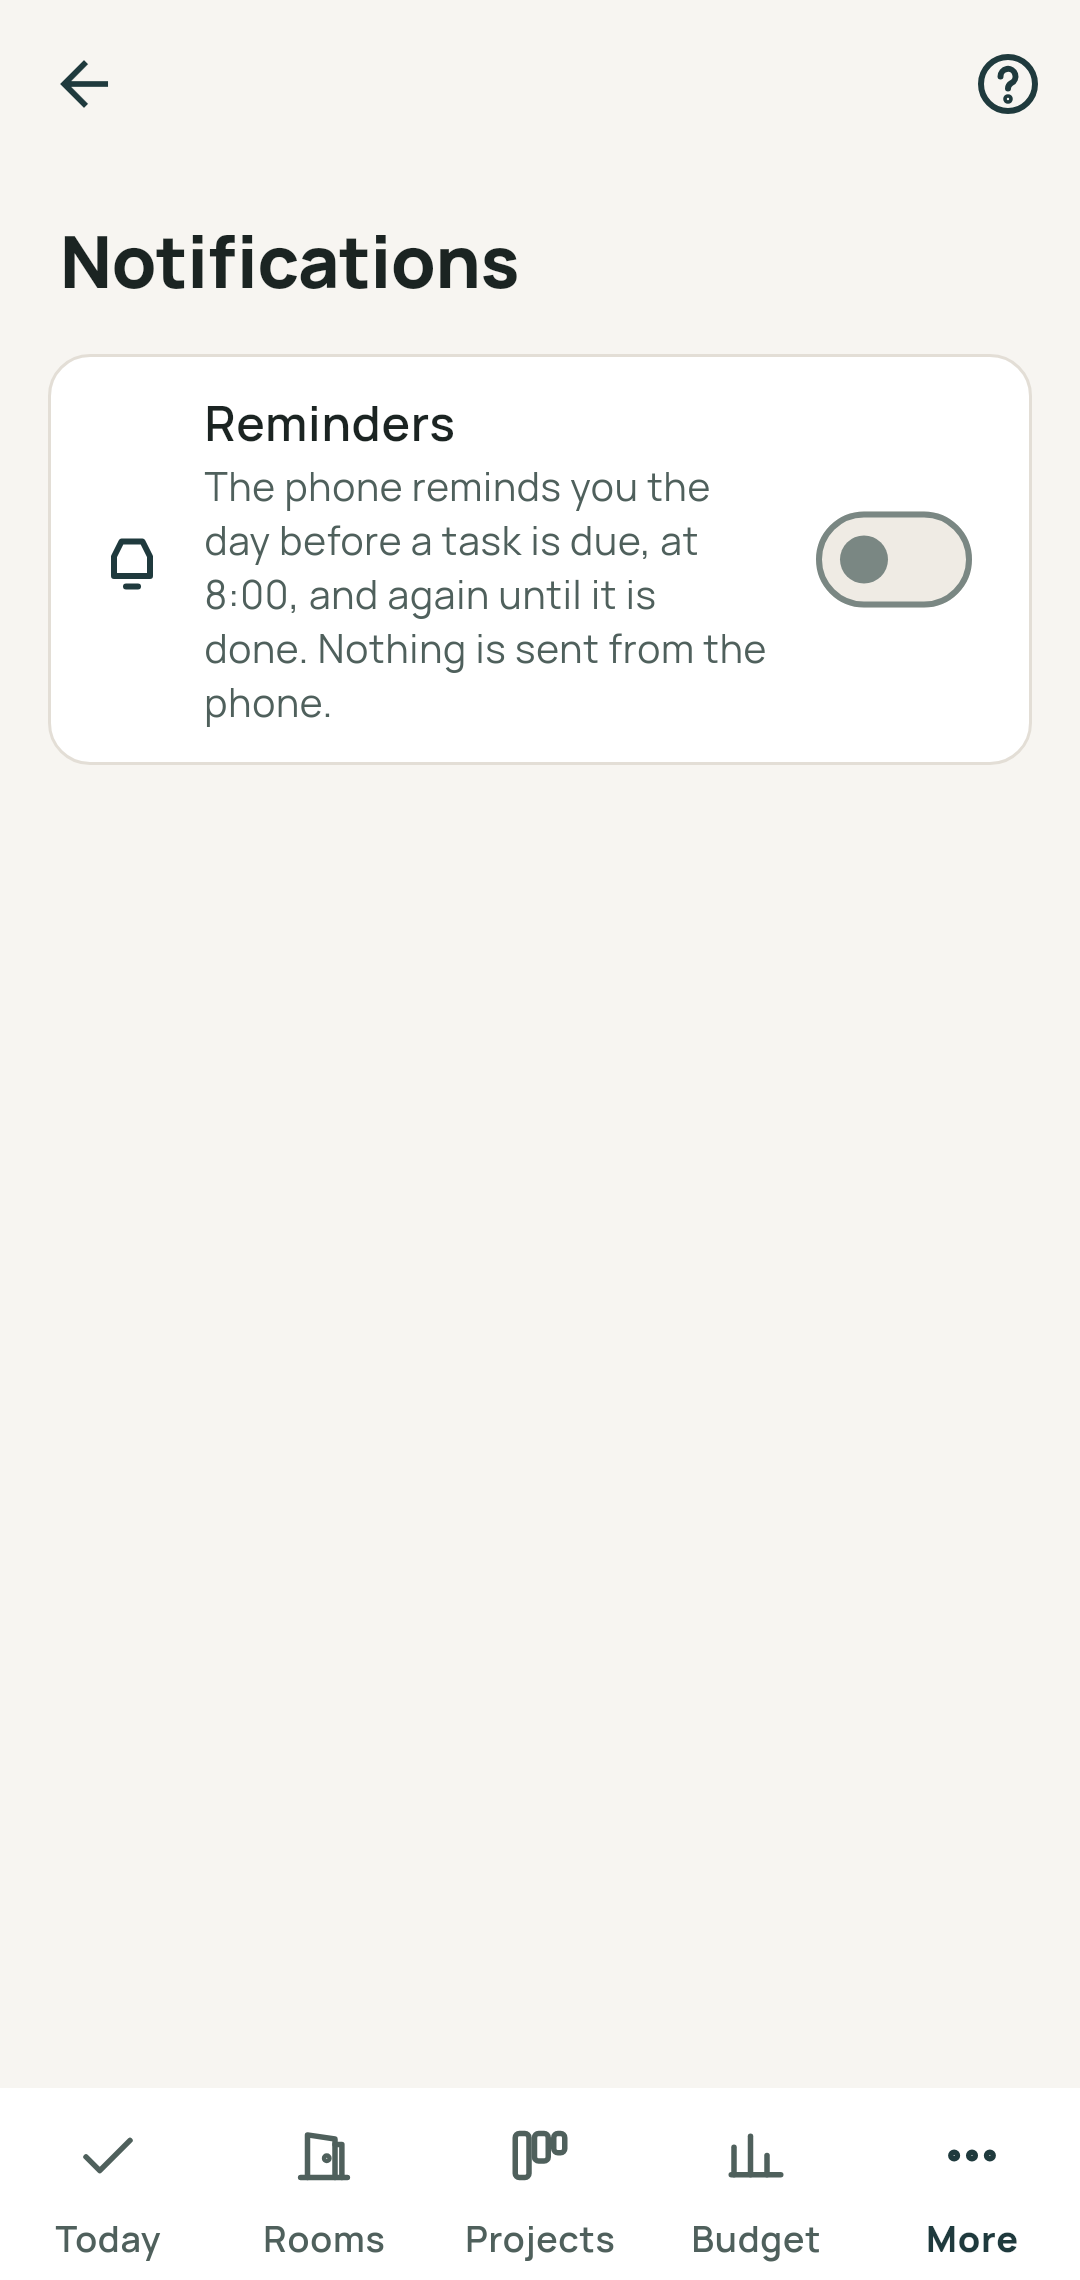 Notifications
Reminders
The phone reminds you the
day before a task is due, at
8:00, and again until it is
done. Nothing is sent from the
phone.
Today
Rooms
Projects
Budget
More